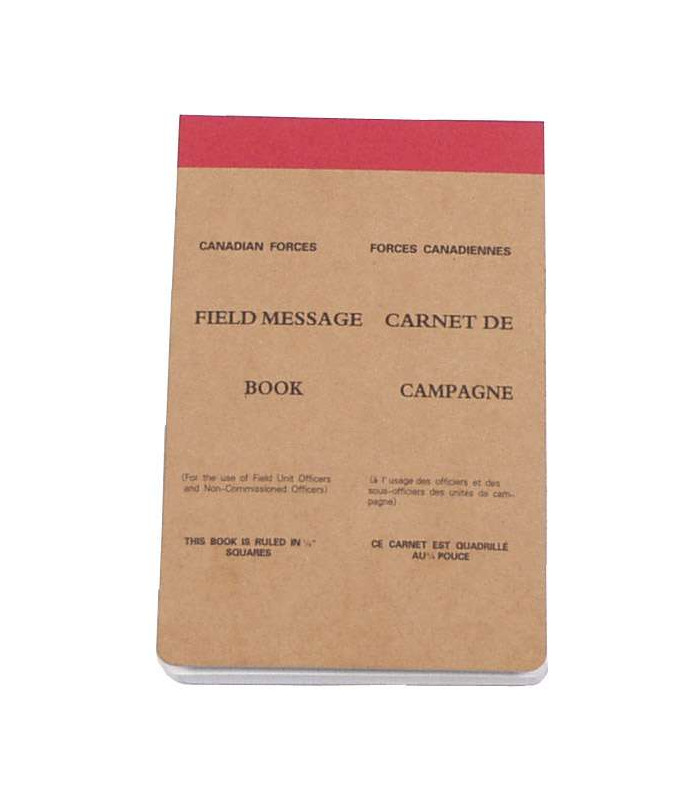 CANADIAN FORCES
FIELD MESSAGE
BOOK
(For the use of Field Unit Officers
and Non-Commissioned Officers)
THIS BOOK IS RULED IN ¼"
SQUARES
FORCES CANADIENNES
CARNET DE
CAMPAGNE
(à l'usage des officiers et des
sous-officiers des unités de cam-
pagne)
CE CARNET EST QUADRILLÉ
AU ¼ POUCE